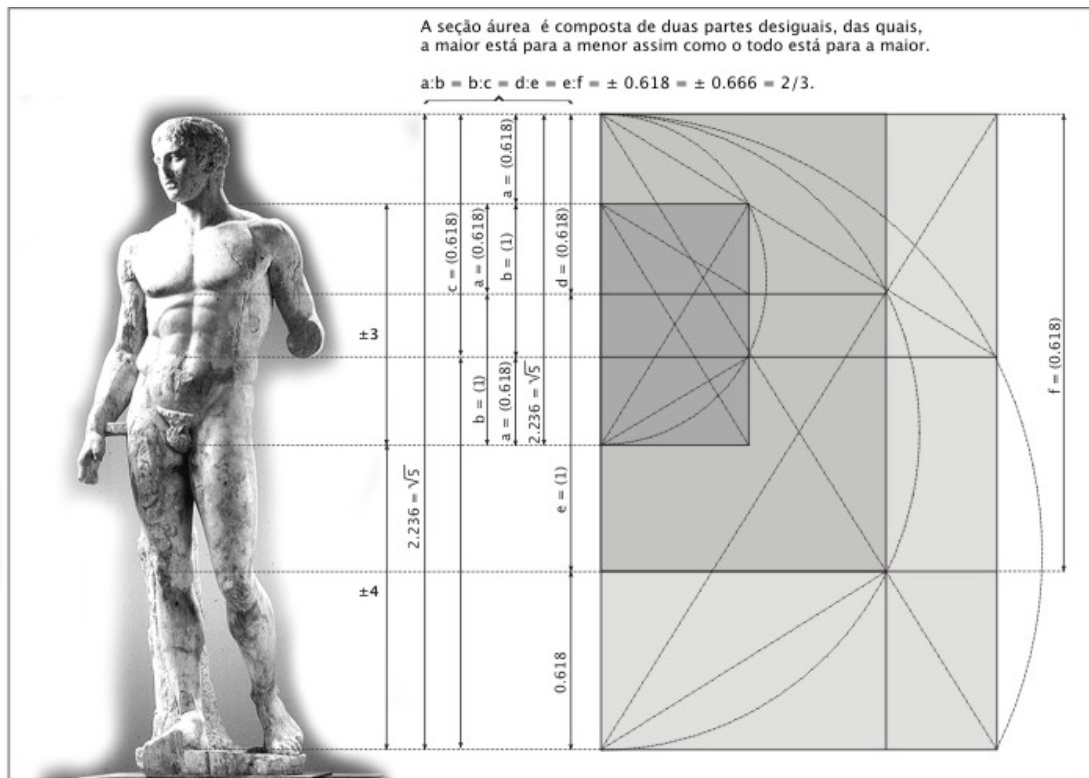 A seção áurea é composta de duas partes desiguais, das quais,
a maior está para a menor assim como o todo está para a maior.
a:b = b:c = d:e = e:f = ± 0.618 = ± 0.666 = 2/3.
±3
±4
2.236 = √5
c = (0.618)
a = (0.618)
b = (1)
a = (0.618)
b = (1)
a = (0.618)
2.236 = √5
d = (0.618)
e = (1)
0.618
f = (0.618)